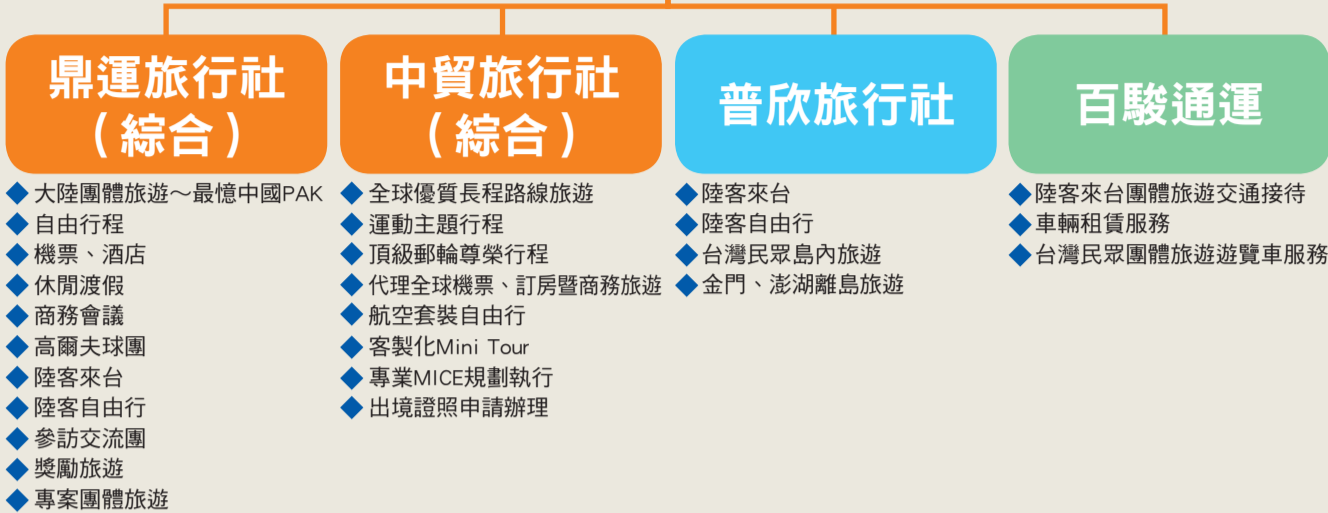 鼎運旅行社
（綜合）
◆大陸團體旅遊～最憶中國PAK
◆自由行程
◆機票、酒店
◆休閒渡假
◆商務會議
◆高爾夫球團
◆陸客來台
◆陸客自由行
◆參訪交流團
◆獎勵旅遊
◆專案團體旅遊
中貿旅行社
（綜合）
◆全球優質長程路線旅遊
◆運動主題行程
◆頂級郵輪尊榮行程
◆代理全球機票、訂房暨商務旅遊
◆航空套裝自由行
◆客製化Mini Tour
◆專業MICE規劃執行
◆出境證照申請辦理
普欣旅行社
◆陸客來台
◆陸客自由行
◆台灣民眾島內旅遊
◆金門、澎湖離島旅遊
百駿通運
◆陸客來台團體旅遊交通接待
◆車輛租賃服務
◆台灣民眾團體旅遊遊覽車服務